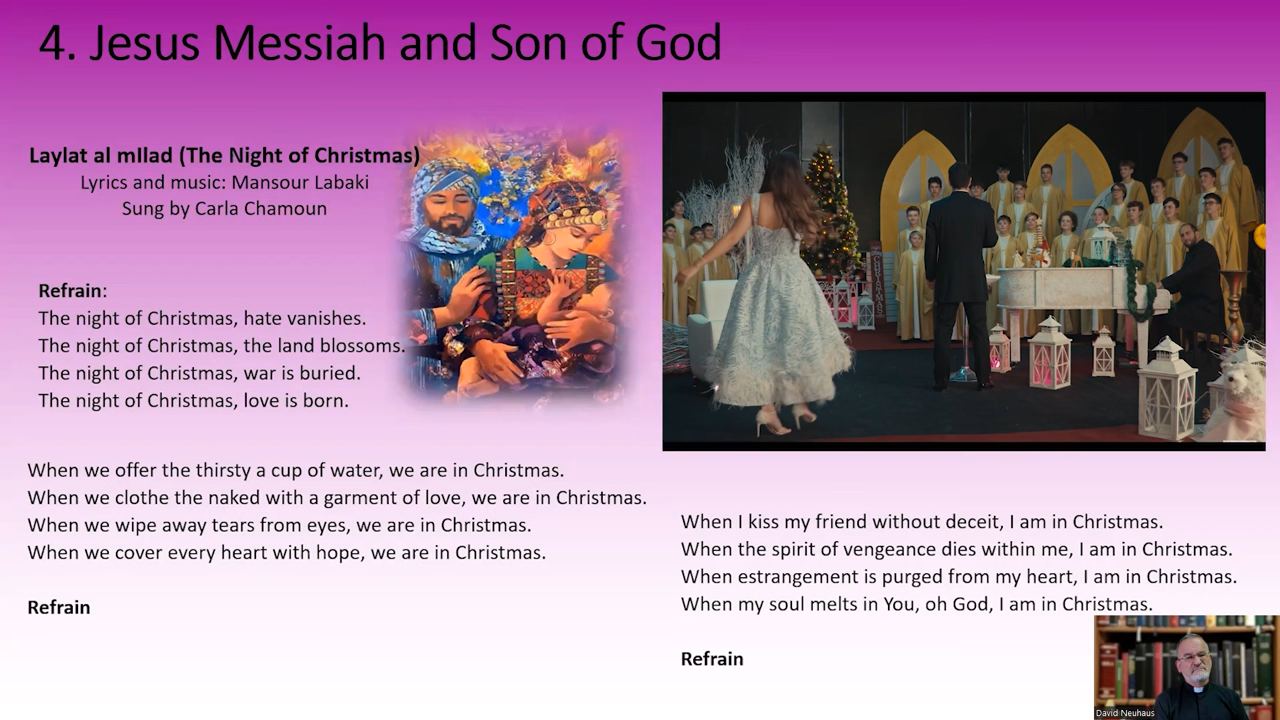 4. Jesus Messiah and Son of God
Laylat al mIlad (The Night of Christmas)
Lyrics and music: Mansour Labaki
Sung by Carla Chamoun
Refrain:
The night of Christmas, hate vanishes.
The night of Christmas, the land blossoms.
The night of Christmas, war is buried.
The night of Christmas, love is born.
When we offer the thirsty a cup of water, we are in Christmas.
When we clothe the naked with a garment of love, we are in Christmas.
When we wipe away tears from eyes, we are in Christmas.
When we cover every heart with hope, we are in Christmas.
Refrain
When I kiss my friend without deceit, I am in Christmas.
When the spirit of vengeance dies within me, I am in Christmas.
When estrangement is purged from my heart, I am in Christmas.
When my soul melts in You, oh God, I am in Christmas.
Refrain
David Neuhaus